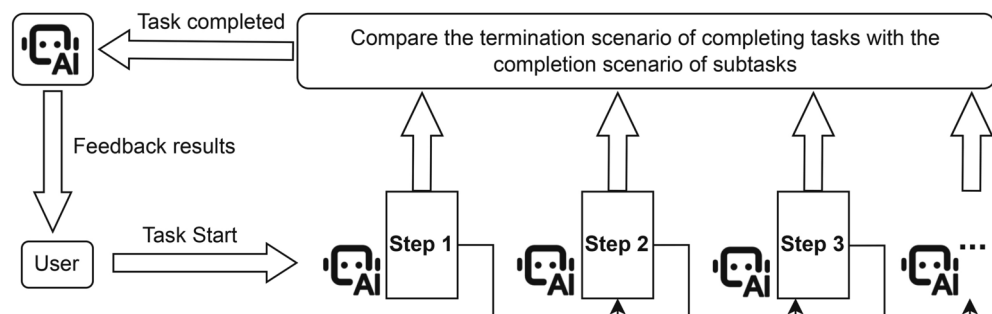 Task completed
Compare the termination scenario of completing tasks with the
completion scenario of subtasks
AI
Feedback results
User
Task Start
AI
Step 1
AI
Step 2
AI
Step 3
AI
...